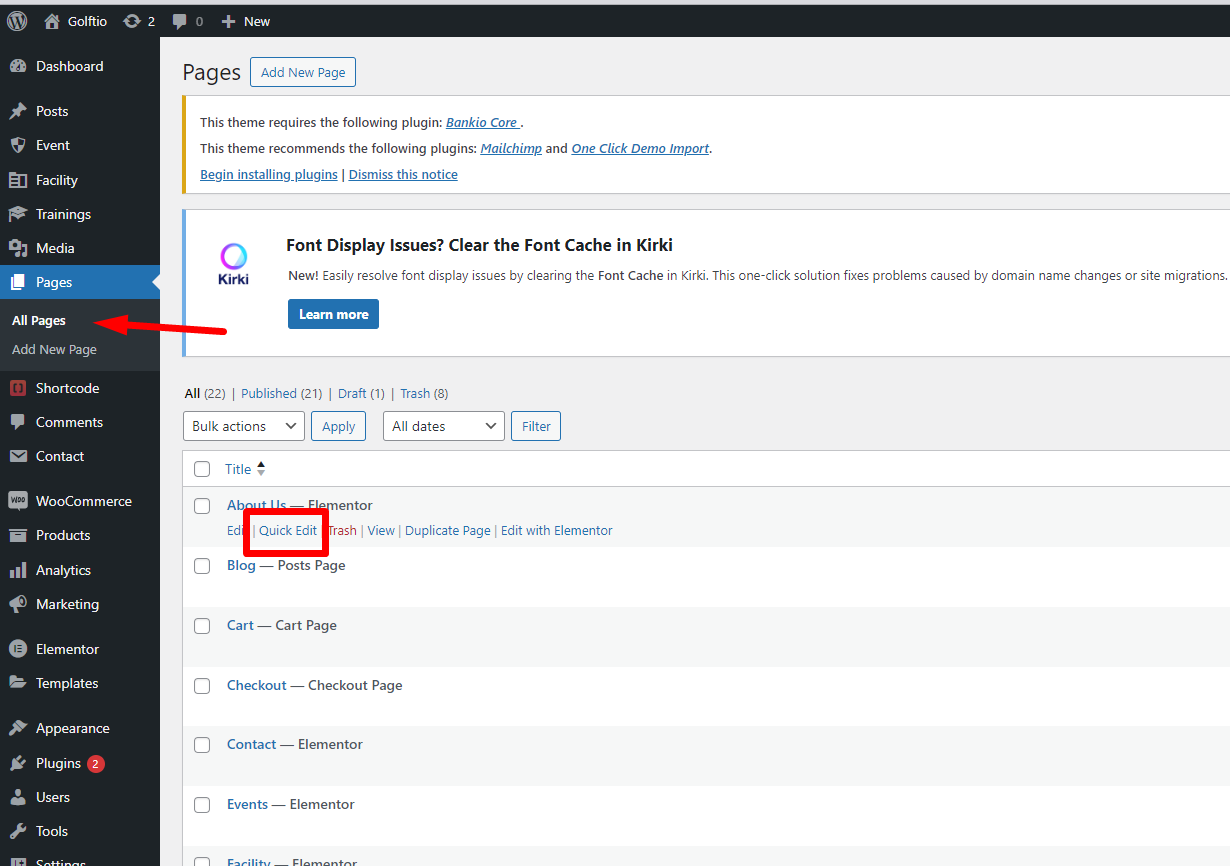 Golftio 2 0 New
Dashboard
Posts
Event
Facility
Trainings
Media
Pages
All Pages
Add New Page
Shortcode
Comments
Contact
WOO WooCommerce
Products
Analytics
Marketing
Elementor
Templates
Appearance
Plugins 2
Users
Tools
Settings
Pages Add New Page
This theme requires the following plugin: Bankio Core .
This theme recommends the following plugins: Mailchimp and One Click Demo Import.
Begin installing plugins | Dismiss this notice
Kirki
Font Display Issues? Clear the Font Cache in Kirki
New! Easily resolve font display issues by clearing the Font Cache in Kirki. This one-click solution fixes problems caused by domain name changes or site migrations.
Learn more
All (22) | Published (21) | Draft (1) | Trash (8)
Bulk actions Apply All dates Filter
Title
About Us — Elementor
Edit | Quick Edit | Trash | View | Duplicate Page | Edit with Elementor
Blog — Posts Page
Cart — Cart Page
Checkout — Checkout Page
Contact — Elementor
Events — Elementor
Facility — Elementor